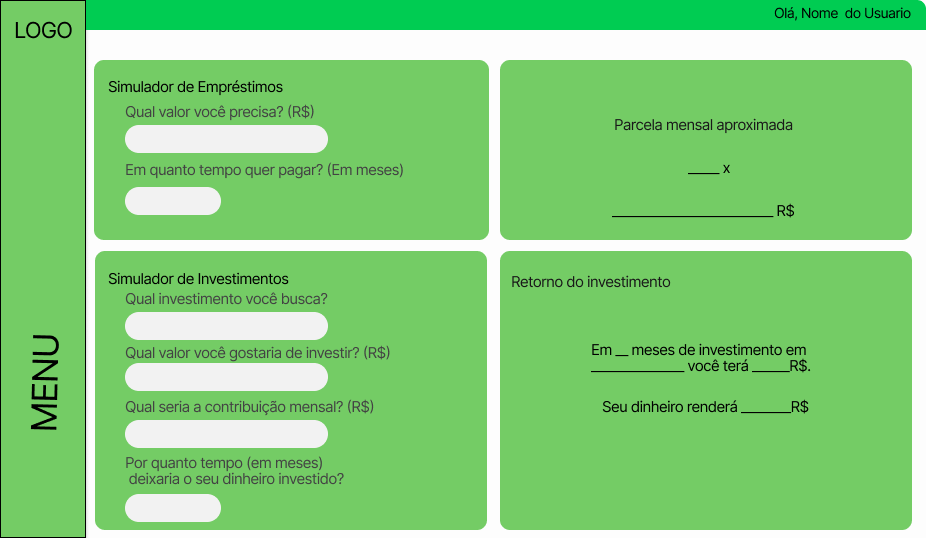 LOGO
Olá, Nome do Usuario
MENU
Simulador de Empréstimos
Qual valor você precisa? (R$)
Em quanto tempo quer pagar? (Em meses)
Parcela mensal aproximada
____ x
____________________ R$
Simulador de Investimentos
Qual investimento você busca?
Qual valor você gostaria de investir? (R$)
Qual seria a contribuição mensal? (R$)
Por quanto tempo (em meses)
deixaria o seu dinheiro investido?
Retorno do investimento
Em __ meses de investimento em
____________ você terá _____R$.
Seu dinheiro renderá ______R$